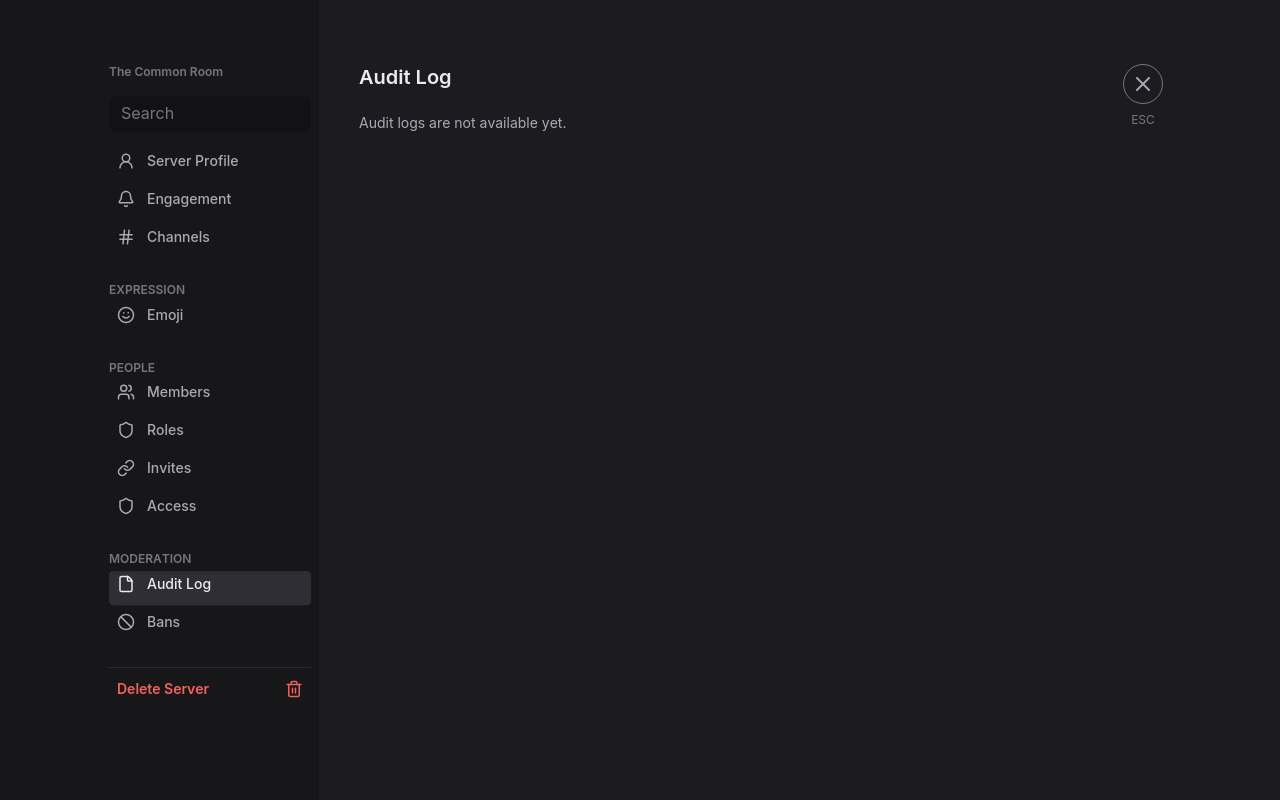 The Common Room
Search
Server Profile
Engagement
Channels
EXPRESSION
Emoji
PEOPLE
Members
Roles
Invites
Access
MODERATION
Audit Log
Bans
Delete Server
Audit Log
Audit logs are not available yet.
ESC